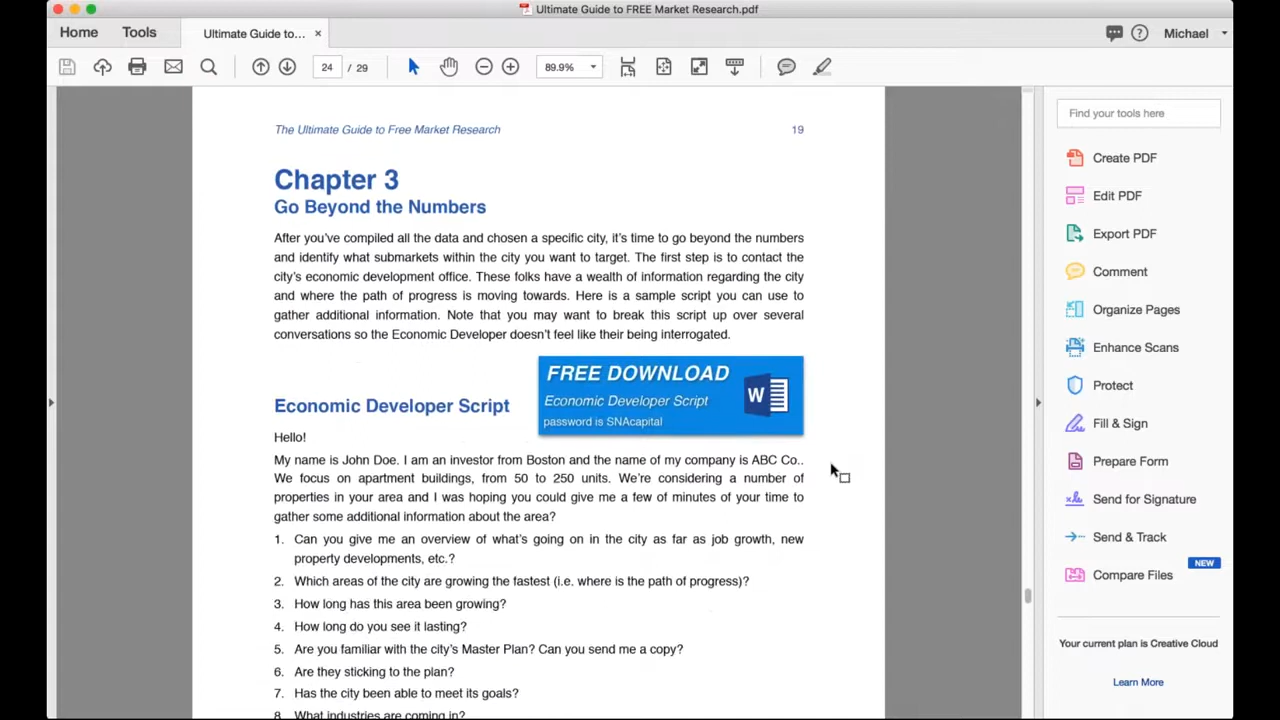 Ultimate Guide to FREE Market Research.pdf
Home
Tools
Ultimate Guide to...
Michael
24 / 29
89.9%
The Ultimate Guide to Free Market Research
19
Chapter 3
Go Beyond the Numbers
After you've compiled all the data and chosen a specific city, it's time to go beyond the numbers
and identify what submarkets within the city you want to target. The first step is to contact the
city's economic development office. These folks have a wealth of information regarding the city
and where the path of progress is moving towards. Here is a sample script you can use to
gather additional information. Note that you may want to break this script up over several
conversations so the Economic Developer doesn't feel like their being interrogated.
FREE DOWNLOAD
Economic Developer Script
password is SNAcapital
W
Economic Developer Script
Hello!
My name is John Doe. I am an investor from Boston and the name of my company is ABC Co..
We focus on apartment buildings, from 50 to 250 units. We're considering a number of
properties in your area and I was hoping you could give me a few of minutes of your time to
gather some additional information about the area?
1. Can you give me an overview of what's going on in the city as far as job growth, new
property developments, etc.?
2. Which areas of the city are growing the fastest (i.e. where is the path of progress)?
3. How long has this area been growing?
4. How long do you see it lasting?
5. Are you familiar with the city's Master Plan? Can you send me a copy?
6. Are they sticking to the plan?
7. Has the city been able to meet its goals?
8. What industries are coming in?
Find your tools here
Create PDF
Edit PDF
Export PDF
Comment
Organize Pages
Enhance Scans
Protect
Fill & Sign
Prepare Form
Send for Signature
Send & Track
NEW
Compare Files
Your current plan is Creative Cloud
Learn More